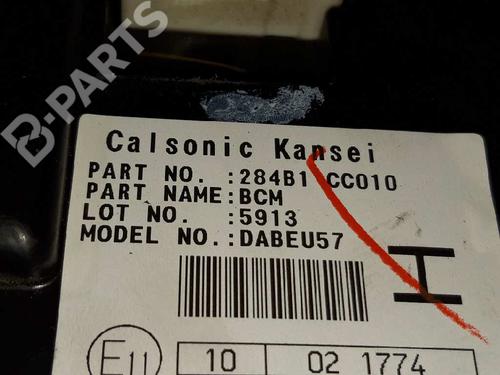 B-PARTS
Calsonic Kansei
PART NO. :284B1 CC010
PART NAME:BCM
LOT NO. :5913
MODEL NO.:DABEU57
H
E11 10 02 1774